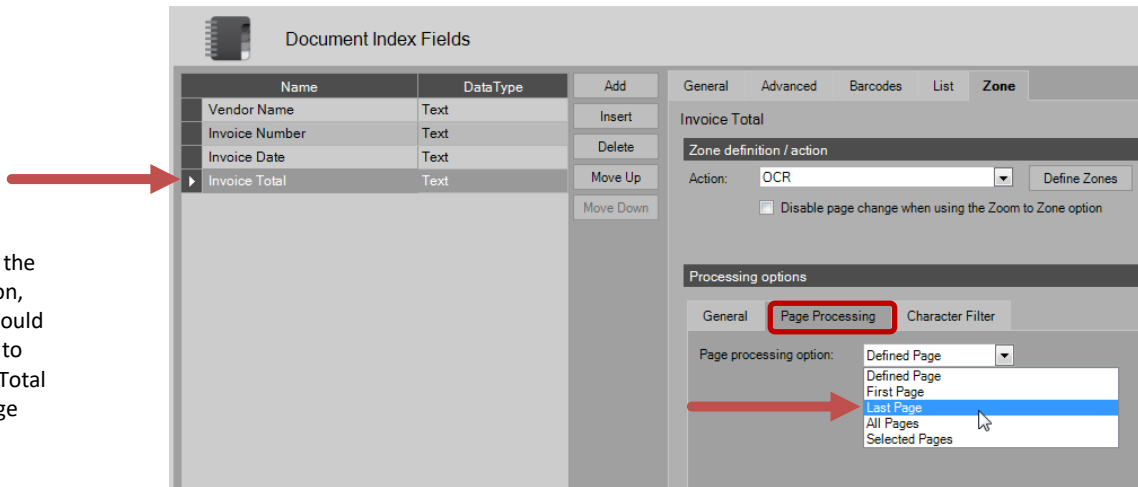 Document Index Fields
Name DataType
Vendor Name Text
Invoice Number Text
Invoice Date Text
Invoice Total Text
Add
Insert
Delete
Move Up
Move Down
General Advanced Barcodes List Zone
Invoice Total
Zone definition / action
Action: OCR Define Zones
Disable page change when using the Zoom to Zone option
Processing options
General Page Processing Character Filter
Page processing option: Defined Page
Defined Page
First Page
Last Page
All Pages
Selected Pages
the
to
Total